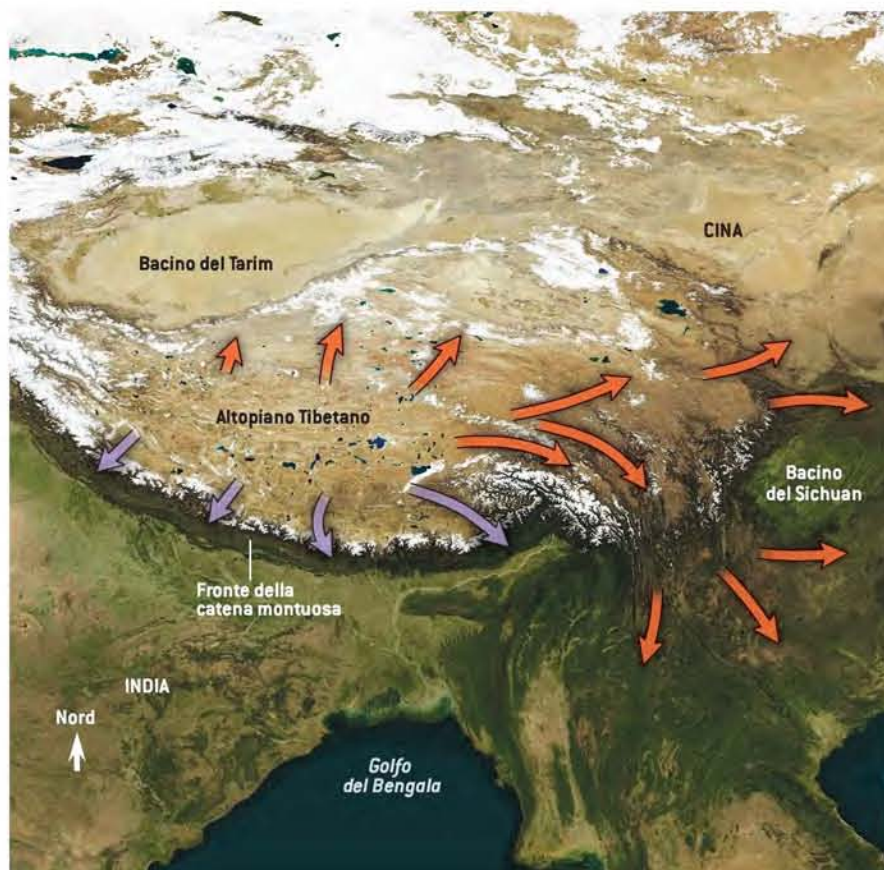 CINA
Bacino del Tarim
Altopiano Tibetano
Bacino
del Sichuan
Fronte della
catena montuosa
INDIA
Nord
Golfo
del Bengala